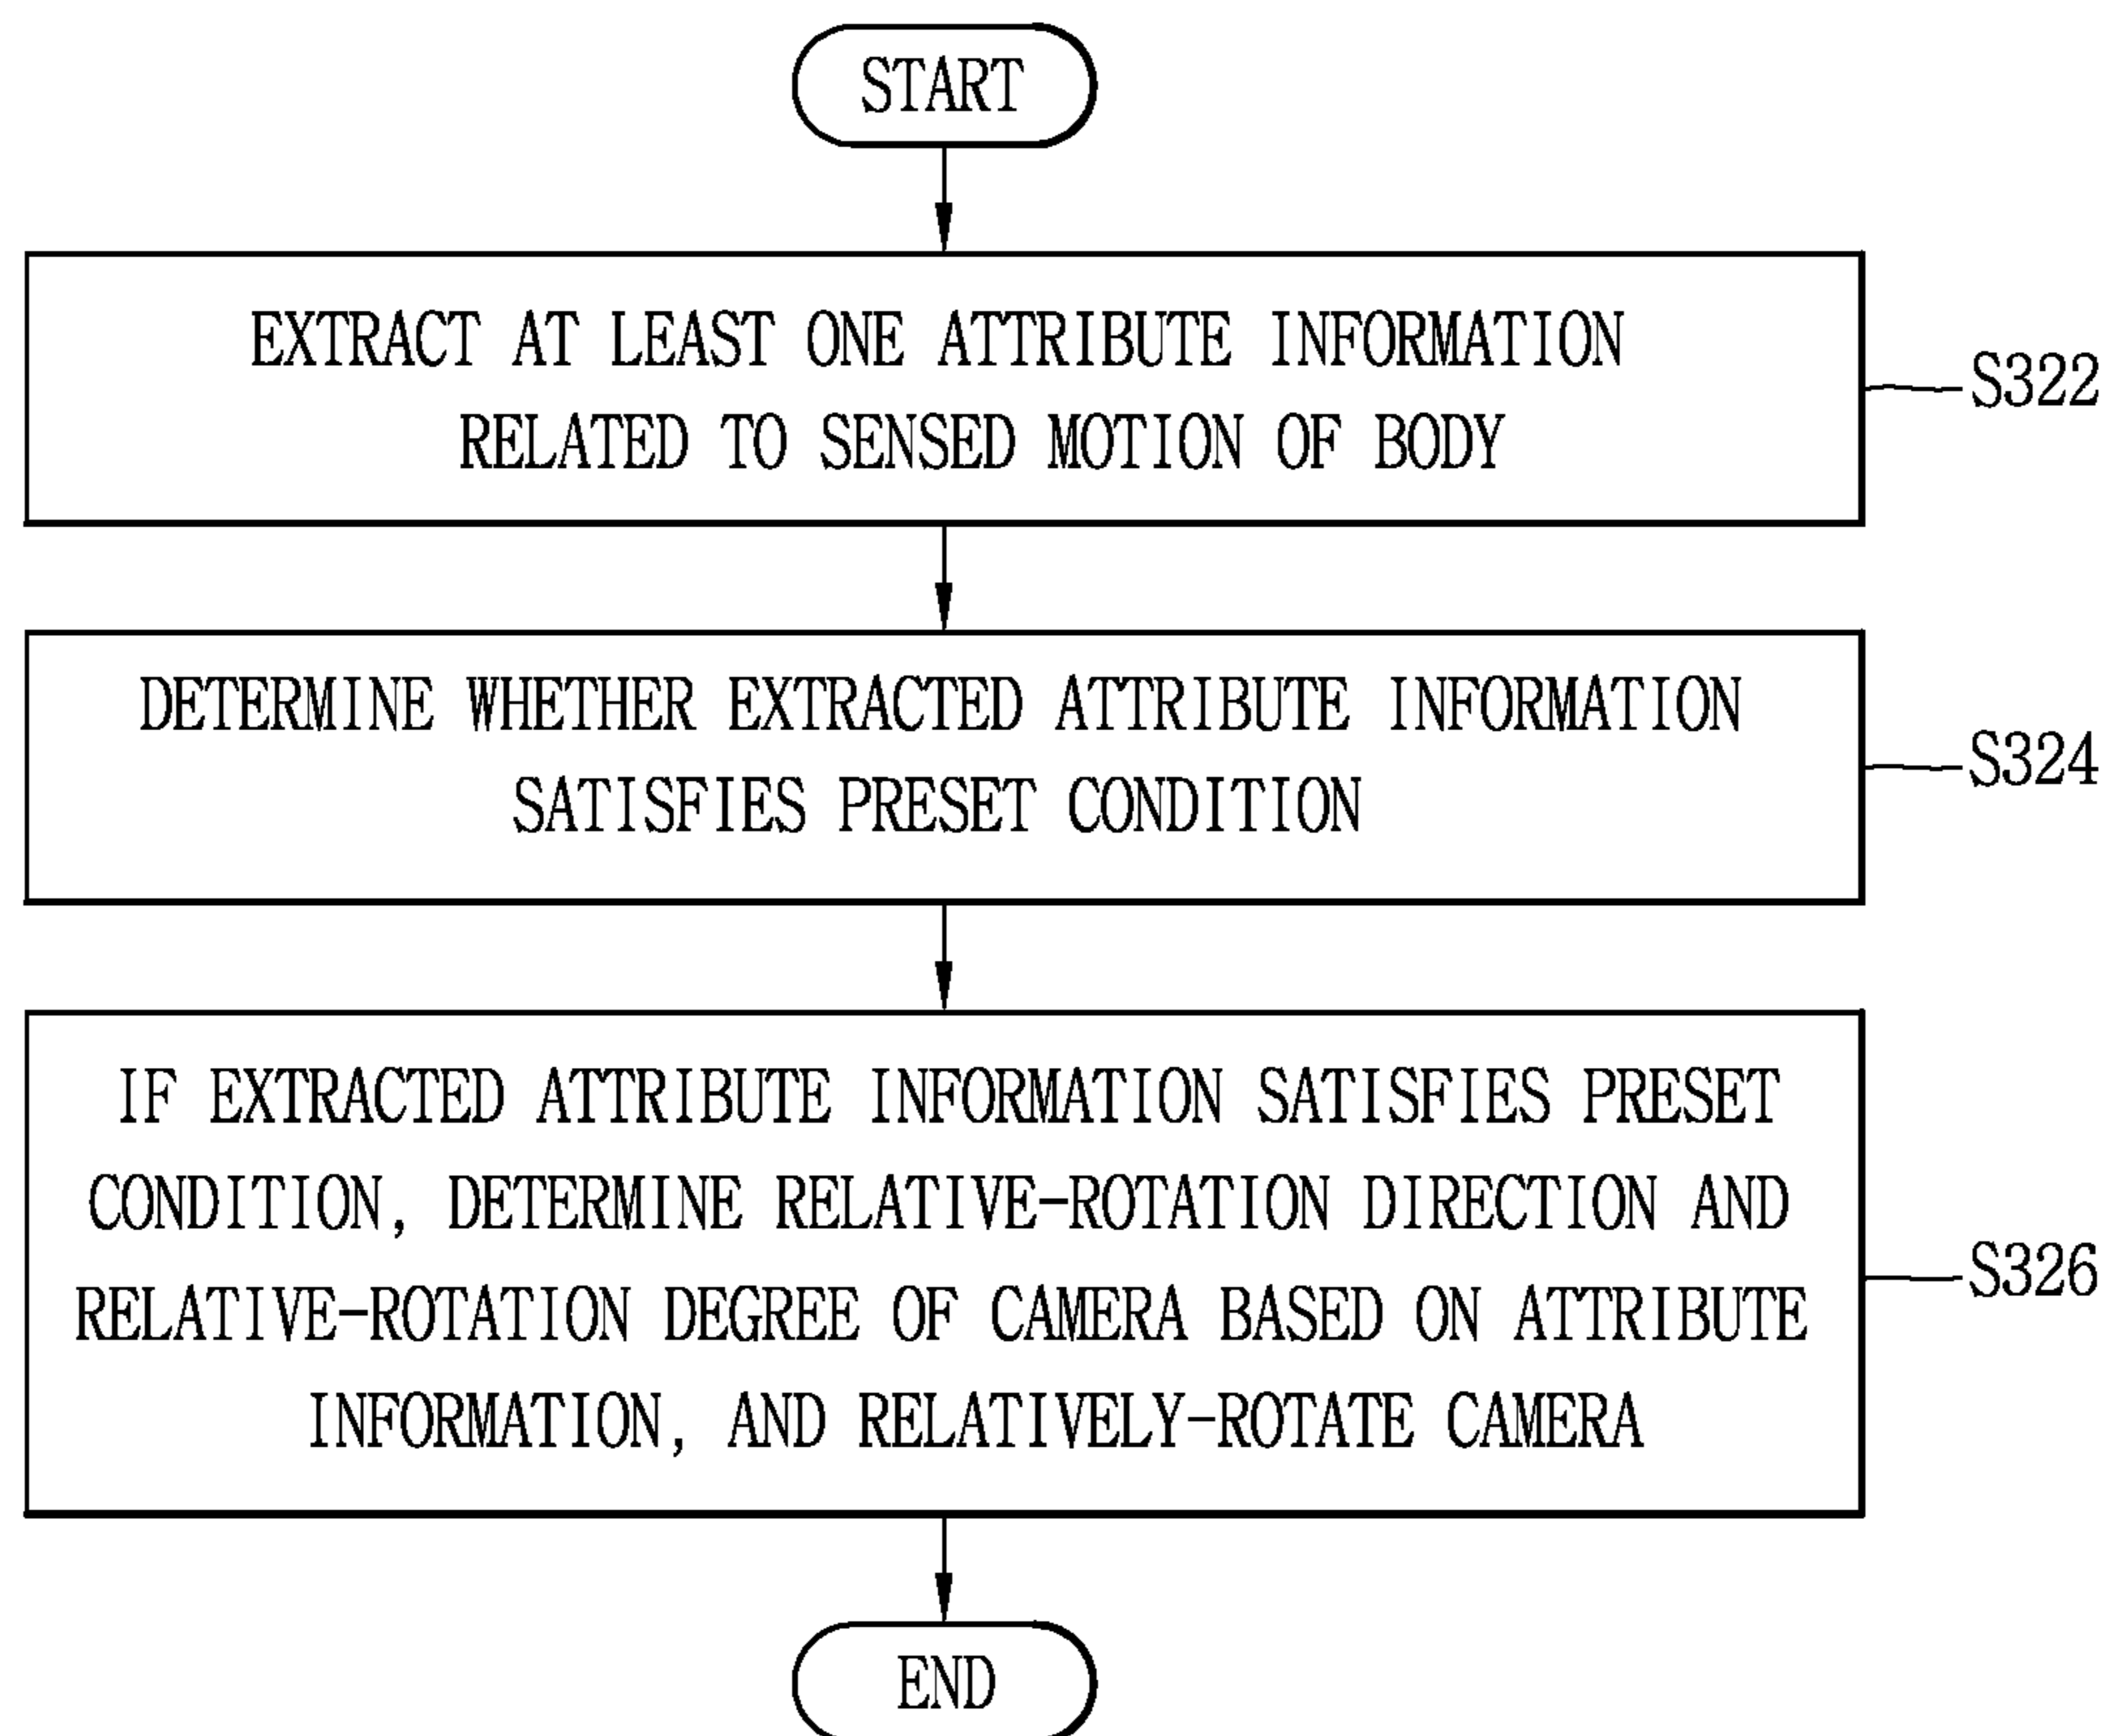 START
EXTRACT AT LEAST ONE ATTRIBUTE INFORMATION
RELATED TO SENSED MOTION OF BODY
S322
DETERMINE WHETHER EXTRACTED ATTRIBUTE INFORMATION
SATISFIES PRESET CONDITION
S324
IF EXTRACTED ATTRIBUTE INFORMATION SATISFIES PRESET
CONDITION, DETERMINE RELATIVE-ROTATION DIRECTION AND
RELATIVE-ROTATION DEGREE OF CAMERA BASED ON ATTRIBUTE
INFORMATION, AND RELATIVELY-ROTATE CAMERA
S326
END